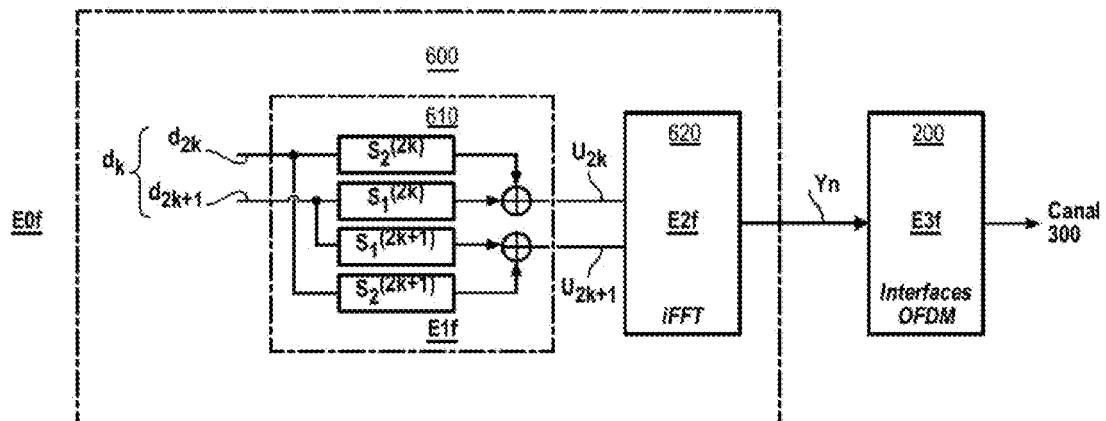 600
610
d2k
dk
d2k+1
S2(2k)
S1(2k)
S1(2k+1)
S2(2k+1)
E1f
E0f
U2k
U2k+1
620
E2f
iFFT
Yn
200
E3f
Interfaces
OFDM
Canal
300